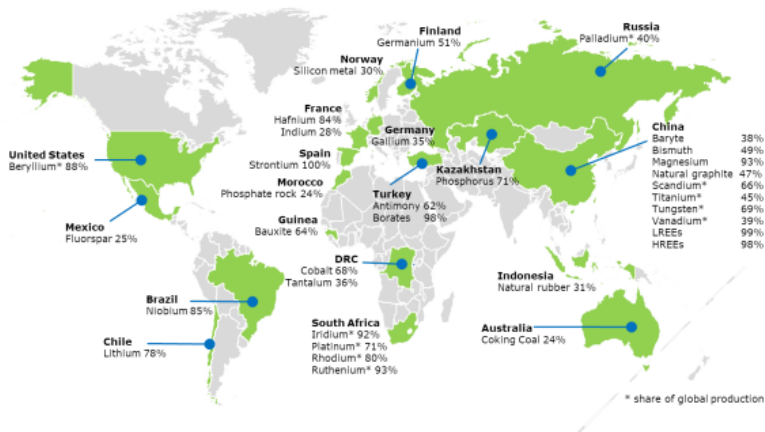 Finland
Germanium 51%
Russia
Palladium* 40%
Norway
Silicon metal 30%
France
Hafnium 84%
Indium 28%
Germany
Gallium 35%
United States
Beryllium* 88%
Spain
Strontium 100%
Kazakhstan
Phosphorus 71%
China
Baryte 38%
Bismuth 49%
Magnesium 93%
Natural graphite 47%
Scandium* 66%
Titanium* 45%
Tungsten* 69%
Vanadium* 39%
LREEs 99%
HREEs 98%
Morocco
Phosphate rock 24%
Turkey
Antimony 62%
Borates 98%
Mexico
Fluorspar 25%
Guinea
Bauxite 64%
DRC
Cobalt 68%
Tantalum 36%
Indonesia
Natural rubber 31%
Brazil
Niobium 85%
Chile
Lithium 78%
South Africa
Iridium* 92%
Platinum* 71%
Rhodium* 80%
Ruthenium* 93%
Australia
Coking Coal 24%
* share of global production